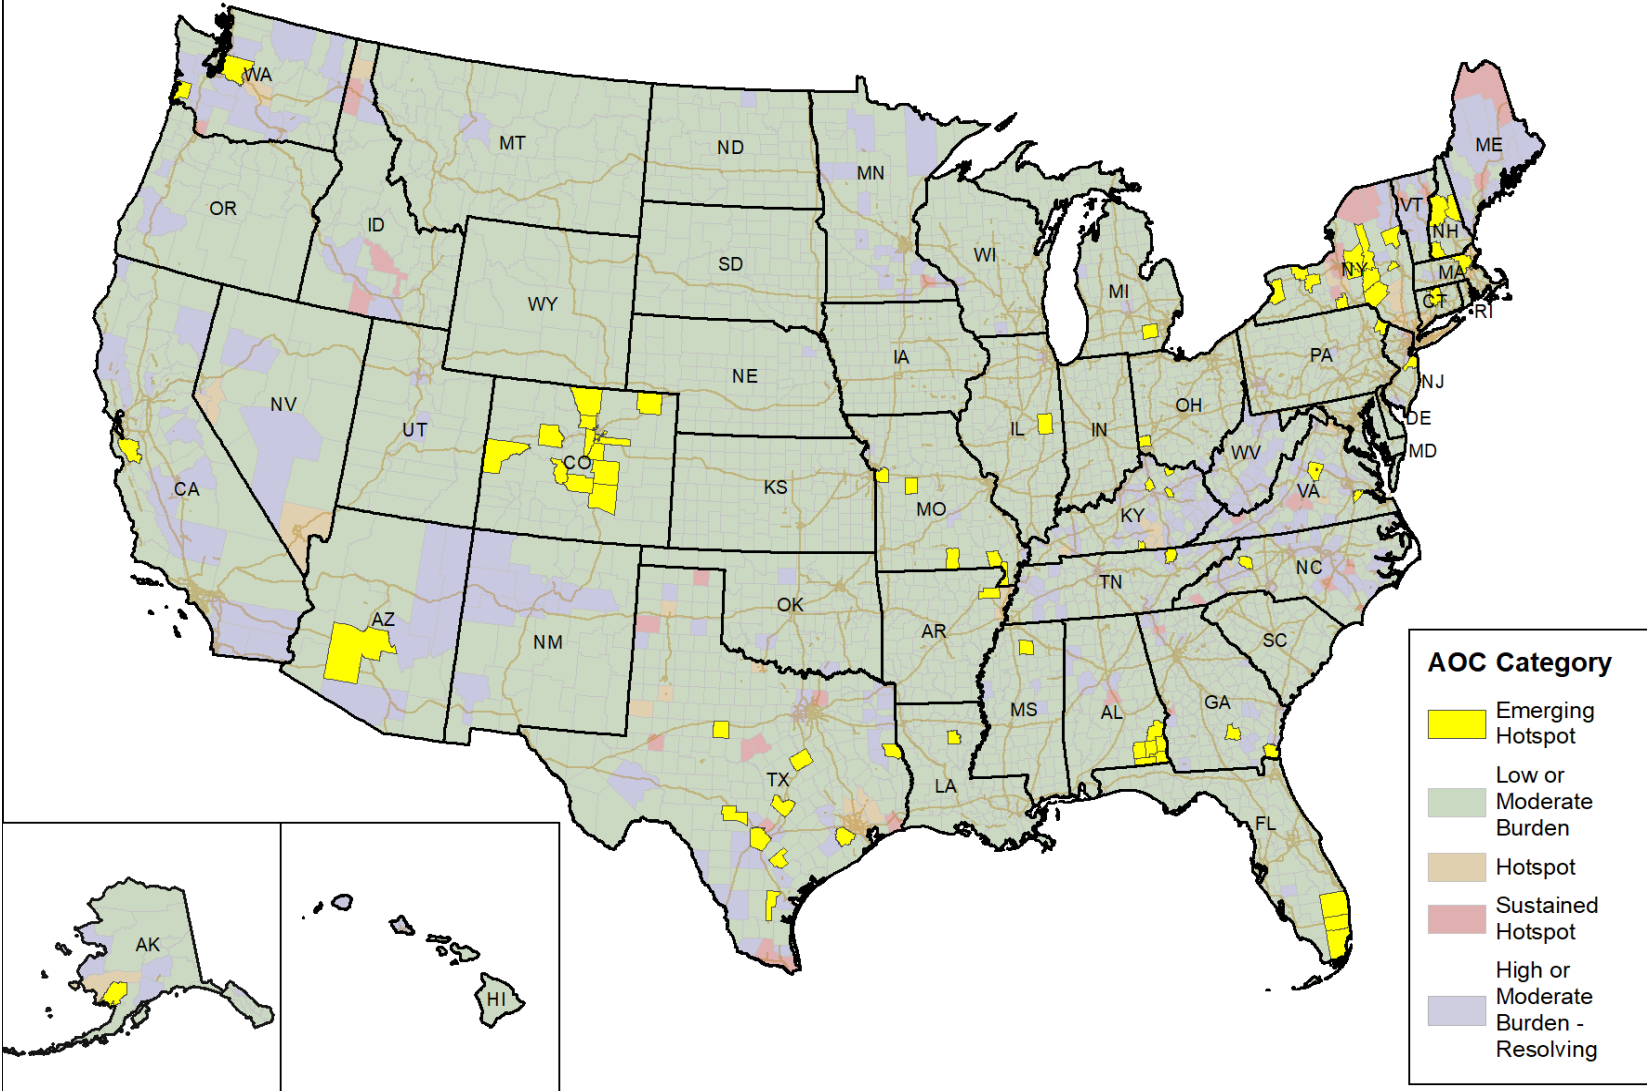 WA
MT
ND
MN
ME
OR
ID
SD
WI
MI
VT
NH
NY
MA
CT
RI
WY
NE
IA
PA
NJ
NV
UT
CO
IL
IN
OH
DE
MD
CA
KS
MO
WV
VA
KY
AZ
NM
OK
AR
TN
NC
SC
TX
LA
MS
AL
GA
FL
AK
HI
AOC Category
Emerging
Hotspot
Low or
Moderate
Burden
Hotspot
Sustained
Hotspot
High or
Moderate
Burden -
Resolving